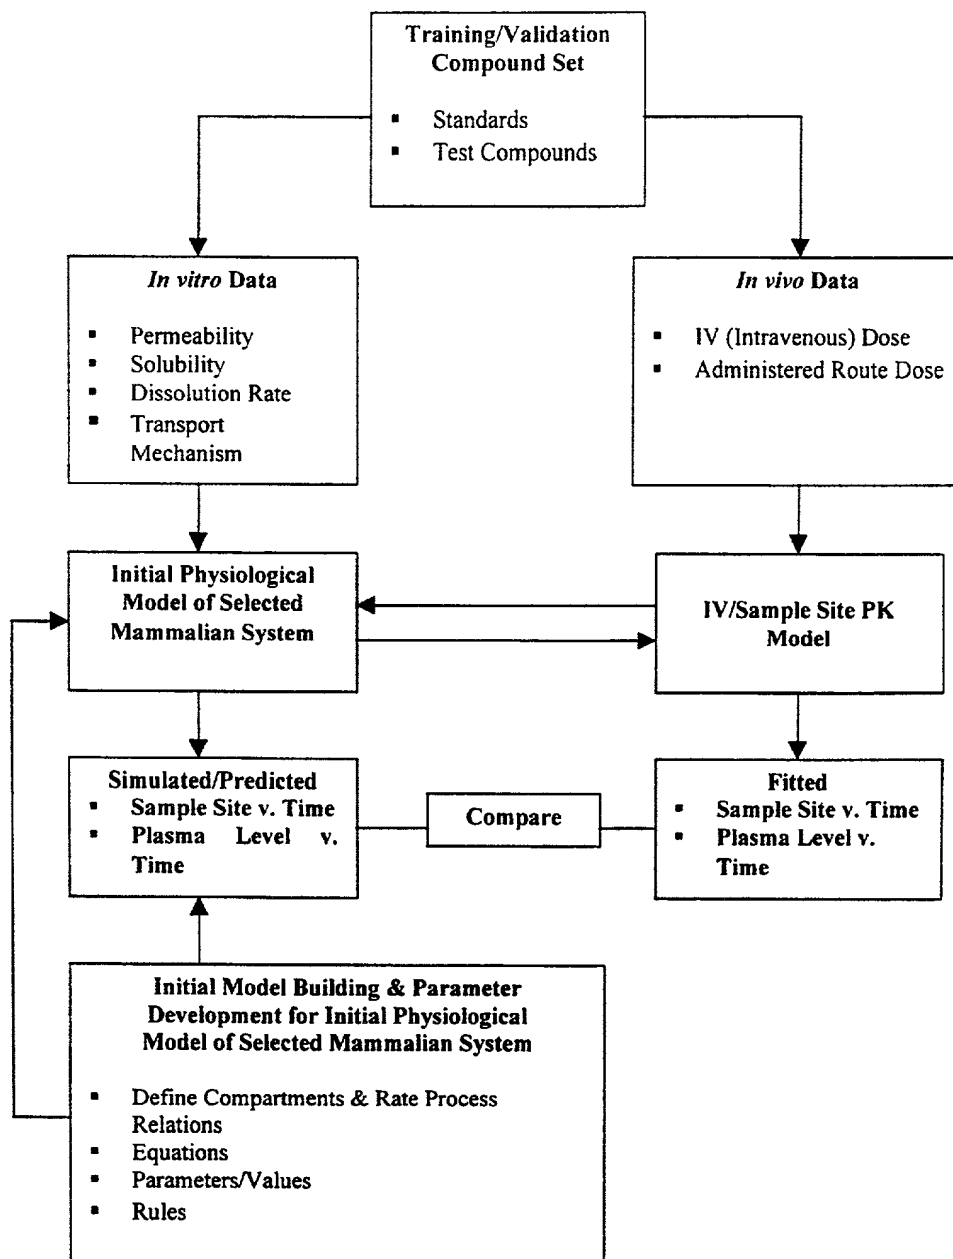 Training/Validation
Compound Set
▪ Standards
▪ Test Compounds
In vitro Data
▪ Permeability
▪ Solubility
▪ Dissolution Rate
▪ Transport
Mechanism
In vivo Data
▪ IV (Intravenous) Dose
▪ Administered Route Dose
Initial Physiological
Model of Selected
Mammalian System
IV/Sample Site PK
Model
Simulated/Predicted
▪ Sample Site v. Time
▪ Plasma Level v.
Time
Compare
Fitted
▪ Sample Site v. Time
▪ Plasma Level v.
Time
Initial Model Building & Parameter
Development for Initial Physiological
Model of Selected Mammalian System
▪ Define Compartments & Rate Process
Relations
▪ Equations
▪ Parameters/Values
▪ Rules